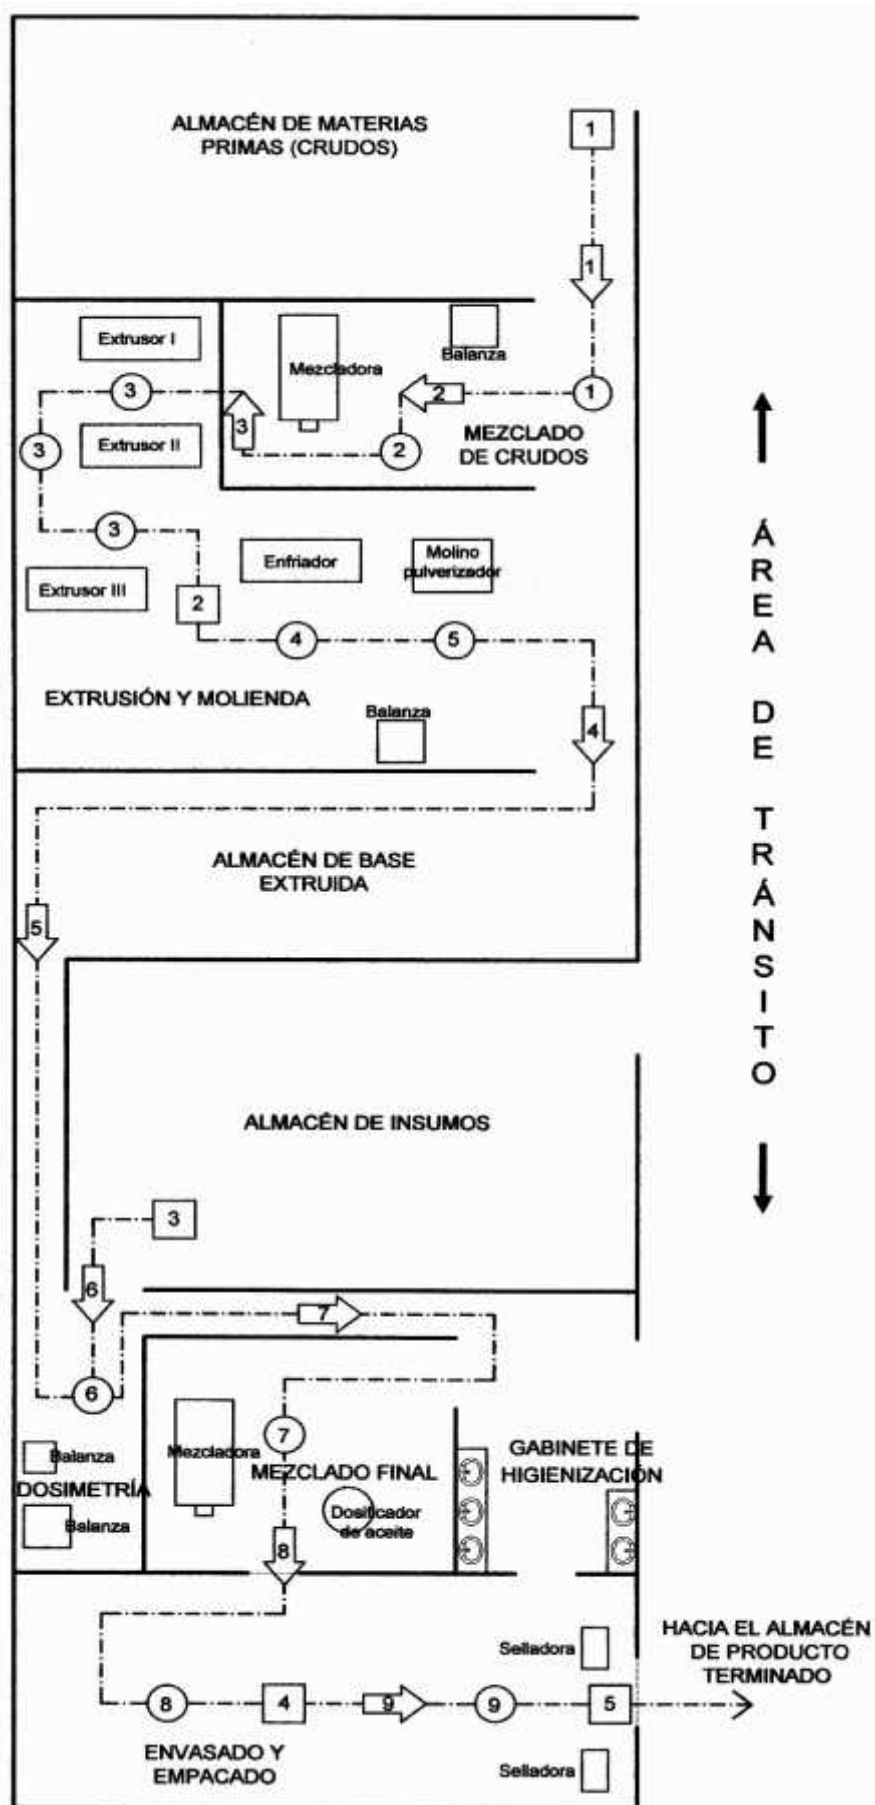 ALMACÉN DE MATERIAS
PRIMAS (CRUDOS)
1
1
Extrusor I
Mezcladora
Balanza
3
2
1
3
Extrusor II
3
2
MEZCLADO
DE CRUDOS
3
Enfriador
Molino
pulverizador
Extrusor III
2
4
5
EXTRUSIÓN Y MOLIENDA
Balanza
4
ALMACÉN DE BASE
EXTRUIDA
5
ALMACÉN DE INSUMOS
3
6
7
6
7
Mezcladora
MEZCLADO FINAL
Balanza
DOSIMETRÍA
Balanza
Dosificador
de aceite
GABINETE DE
HIGIENIZACIÓN
8
Selladora
8
4
9
9
5
ENVASADO Y
EMPACADO
Selladora
HACIA EL ALMACÉN
DE PRODUCTO
TERMINADO
ÁREA DE TRÁNSITO